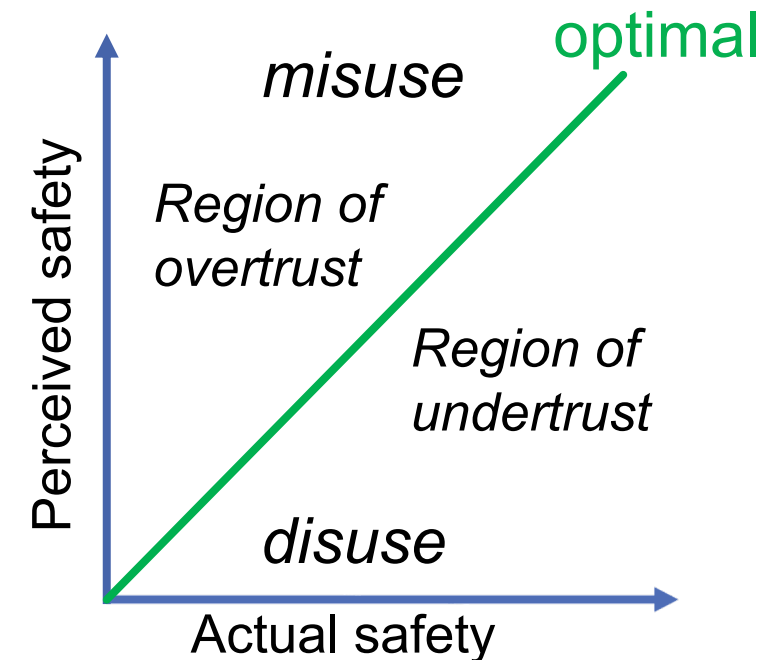 optimal
misuse
Perceived safety
Region of
overtrust
Region of
undertrust
disuse
Actual safety